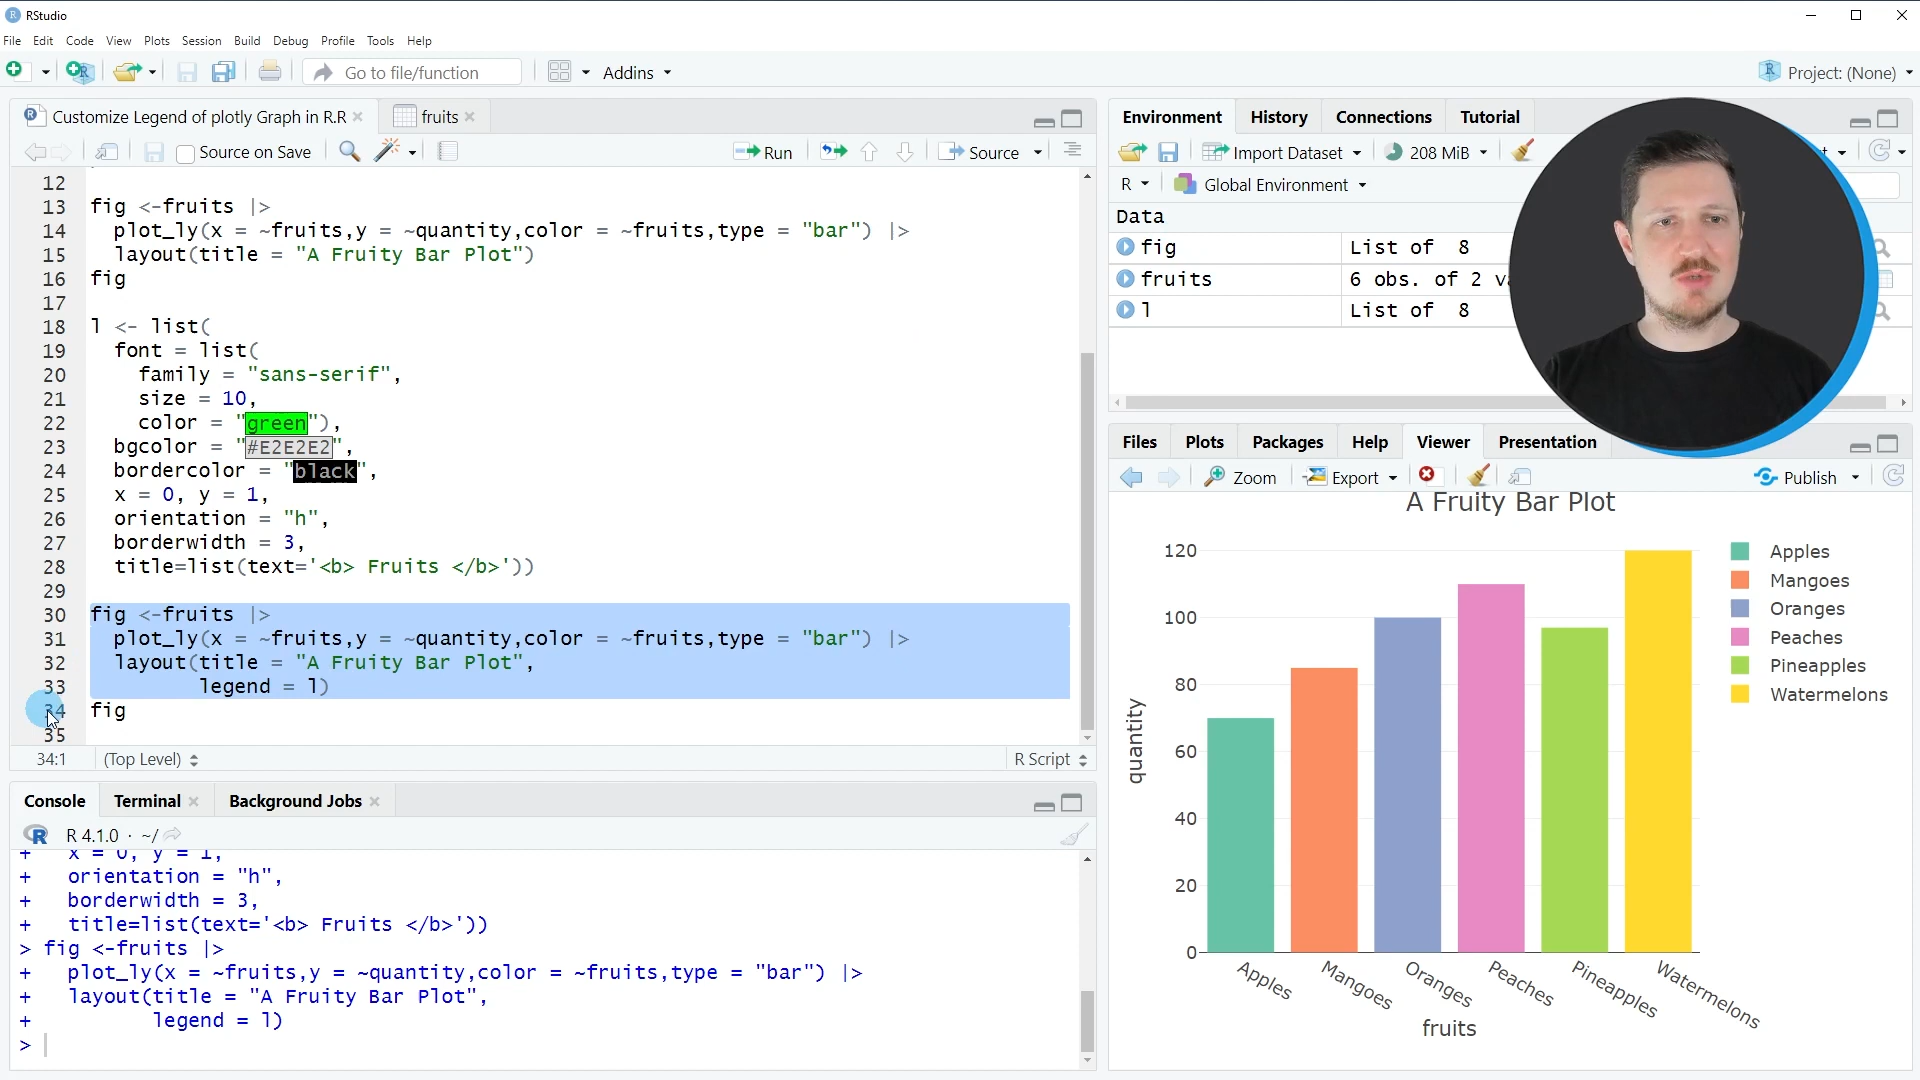 RStudio
File Edit Code View Plots Session Build Debug Profile Tools Help
Go to file/function Addins Project: (None)
Customize Legend of plotly Graph in R.R fruits
Source on Save Run Source
12
13 fig <-fruits |>
14 plot_ly(x = ~fruits,y = ~quantity,color = ~fruits,type = "bar") |>
15 layout(title = "A Fruity Bar Plot")
16 fig
17
18 l <- list(
19 font = list(
20 family = "sans-serif",
21 size = 10,
22 color = "green"),
23 bgcolor = "#E2E2E2",
24 bordercolor = "black",
25 x = 0, y = 1,
26 orientation = "h",
27 borderwidth = 3,
28 title=list(text='<b> Fruits </b>'))
29
30 fig <-fruits |>
31 plot_ly(x = ~fruits,y = ~quantity,color = ~fruits,type = "bar") |>
32 layout(title = "A Fruity Bar Plot",
33 legend = l)
34 fig
35
34:1 (Top Level) R Script
Console Terminal Background Jobs
R 4.1.0 · ~/
+ x = 0, y = 1,
+ orientation = "h",
+ borderwidth = 3,
+ title=list(text='<b> Fruits </b>'))
> fig <-fruits |>
+ plot_ly(x = ~fruits,y = ~quantity,color = ~fruits,type = "bar") |>
+ layout(title = "A Fruity Bar Plot",
+ legend = l)
>
Environment History Connections Tutorial
Import Dataset 208 MiB
R Global Environment
Data
fig List of 8
fruits 6 obs. of 2
l List of 8
Files Plots Packages Help Viewer Presentation
Zoom Export Publish
A Fruity Bar Plot
120
100
80
60
40
20
0
quantity
Apples
Mangoes
Oranges
Peaches
Pineapples
Watermelons
fruits
Apples
Mangoes
Oranges
Peaches
Pineapples
Watermelons